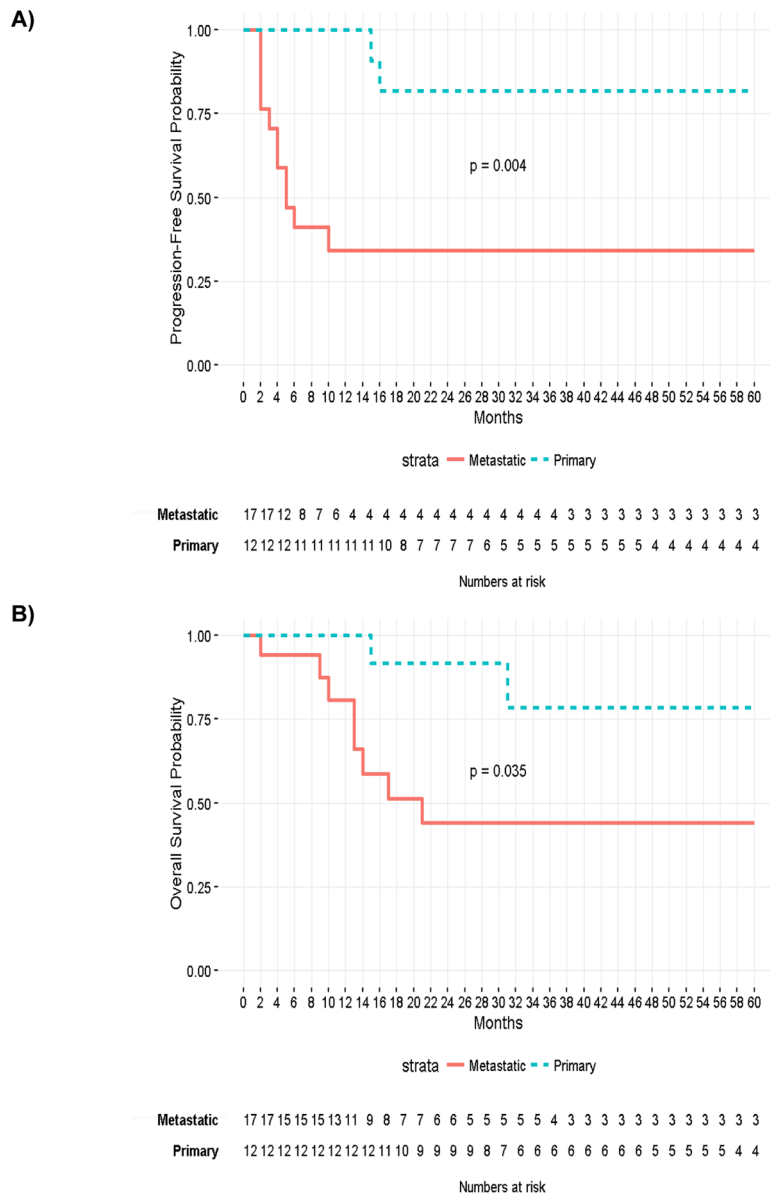 A)
Progression-Free Survival Probability
1.00
0.75
0.50
0.25
0.00
p = 0.004
0 2 4 6 8 10 12 14 16 18 20 22 24 26 28 30 32 34 36 38 40 42 44 46 48 50 52 54 56 58 60
Months
strata Metastatic Primary
Metastatic 17 17 12 8 7 6 4 4 4 4 4 4 4 4 4 4 4 4 4 3 3 3 3 3 3 3 3 3 3 3 3
Primary 12 12 12 11 11 11 11 11 10 8 7 7 7 7 6 5 5 5 5 5 5 5 5 5 4 4 4 4 4 4 4
Numbers at risk
B)
Overall Survival Probability
1.00
0.75
0.50
0.25
0.00
p = 0.035
0 2 4 6 8 10 12 14 16 18 20 22 24 26 28 30 32 34 36 38 40 42 44 46 48 50 52 54 56 58 60
Months
strata Metastatic Primary
Metastatic 17 17 15 15 15 13 11 9 8 7 7 6 6 5 5 5 5 5 4 3 3 3 3 3 3 3 3 3 3 3 3
Primary 12 12 12 12 12 12 12 12 11 10 9 9 9 9 8 7 6 6 6 6 6 6 6 6 5 5 5 5 5 4 4
Numbers at risk